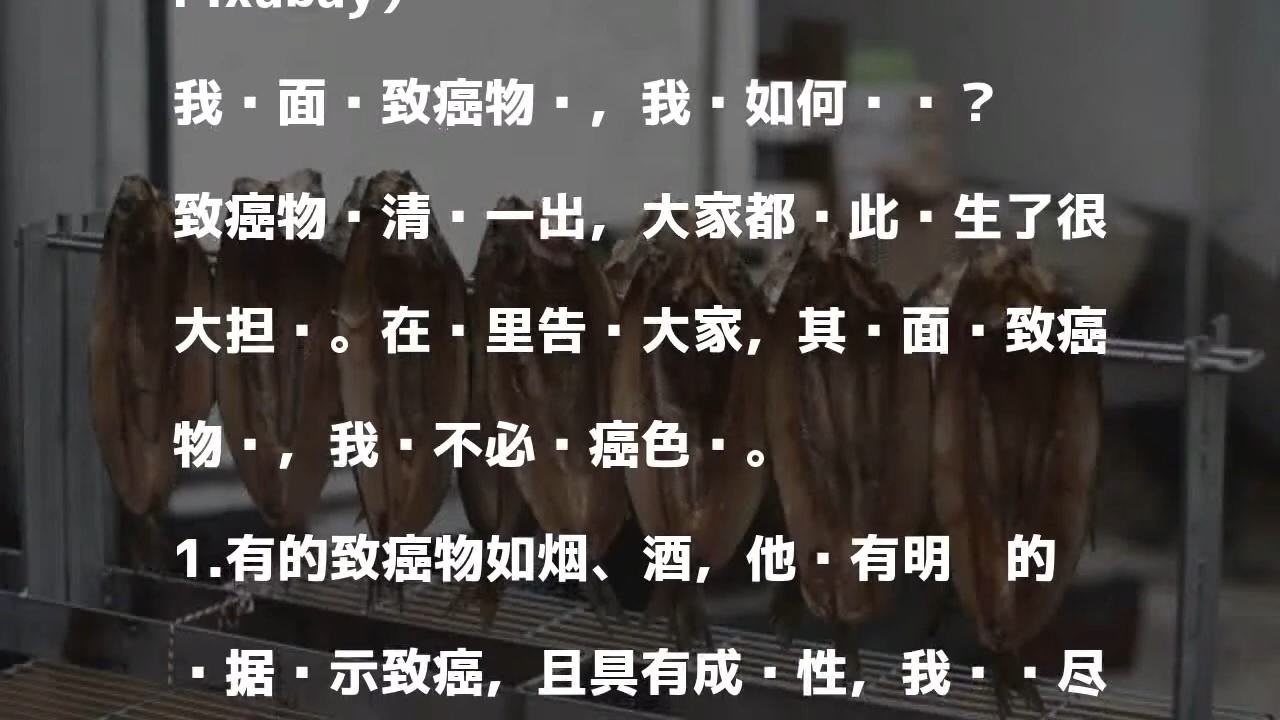 Pixabay）
我·面·致癌物·，我·如何··？
致癌物·清·一出，大家都·此·生了很
大担·。在·里告·大家，其·面·致癌
物·，我·不必·癌色·。
1.有的致癌物如烟、酒，他·有明　的
·据·示致癌，且具有成·性，我··尽